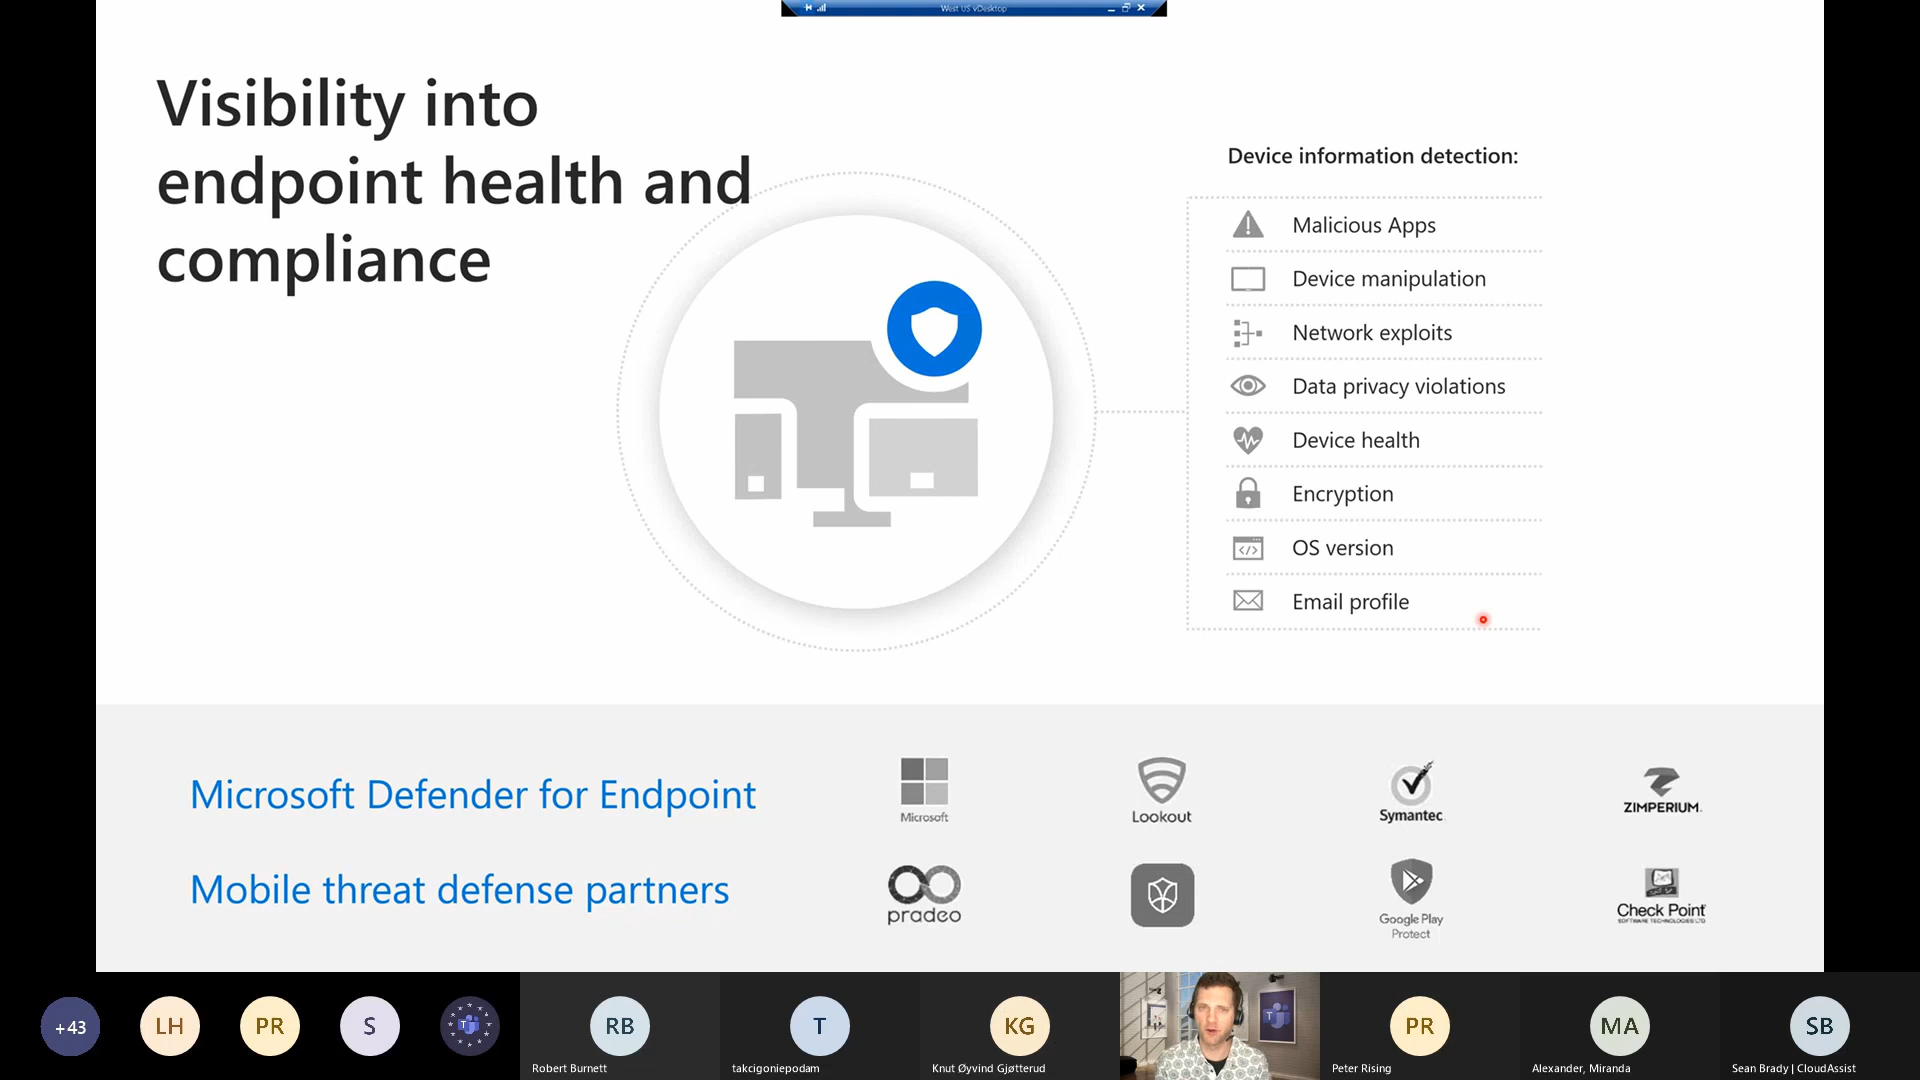 West US vDesktop
Visibility into
endpoint health and
compliance
Device information detection:
Malicious Apps
Device manipulation
Network exploits
Data privacy violations
Device health
Encryption
OS version
Email profile
Microsoft Defender for Endpoint
Mobile threat defense partners
Microsoft
Lookout
Symantec
ZIMPERIUM
pradeo
Google Play
Protect
Check Point
SOFTWARE TECHNOLOGIES LTD
+43
LH
PR
S
T
RB
T
KG
PR
MA
SB
T
Robert Burnett
takcigoniepodam
Knut Øyvind Gjøtterud
Peter Rising
Alexander, Miranda
Sean Brady | CloudAssist